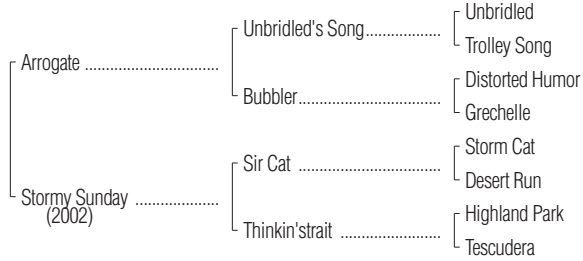 Unbridled
Unbridled's Song
Trolley Song
Arrogate
Distorted Humor
Bubbler
Grechelle
Storm Cat
Sir Cat
Desert Run
Stormy Sunday
(2002)
Highland Park
Thinkin'strait
Tescudera